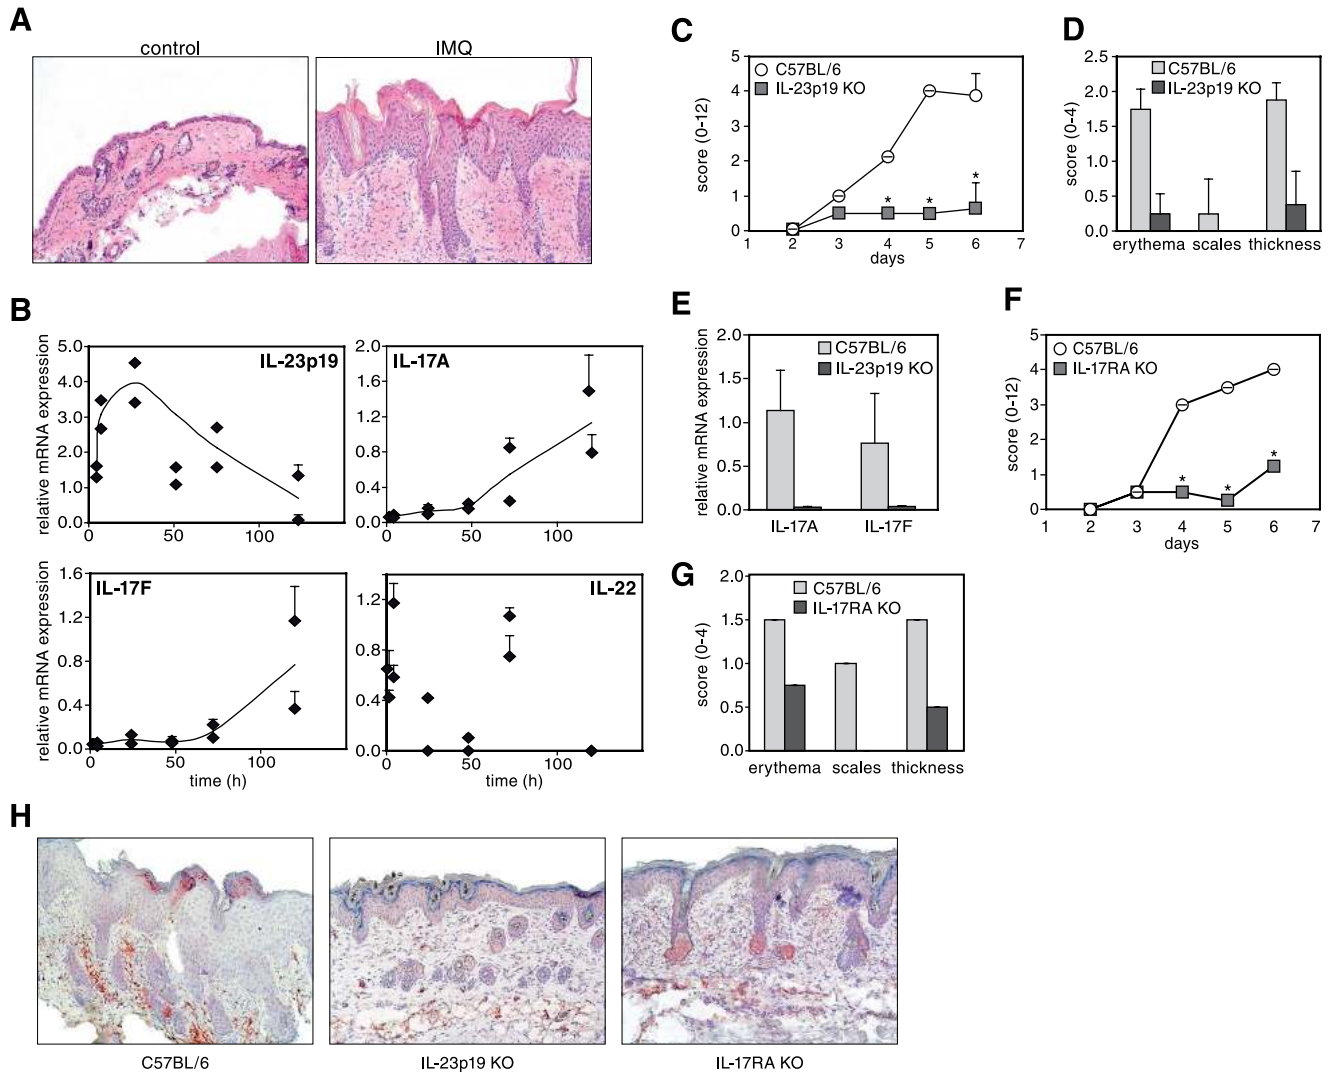 A
control
IMQ
B
relative mRNA expression
5.0
4.0
3.0
2.0
1.0
0.0
0
50
100
IL-23p19
2.0
1.6
1.2
0.8
0.4
0.0
0
50
100
IL-17A
relative mRNA expression
1.6
1.2
0.8
0.4
0.0
0
50
100
time (h)
IL-17F
1.2
0.8
0.4
0.0
0
50
100
time (h)
IL-22
C
score (0-12)
5
4
3
2
1
0
1
2
3
4
5
6
7
days
C57BL/6
IL-23p19 KO
*
*
*
D
score (0-4)
2.5
2.0
1.5
1.0
0.5
0.0
C57BL/6
IL-23p19 KO
erythema
scales
thickness
E
relative mRNA expression
2.0
1.5
1.0
0.5
0.0
C57BL/6
IL-23p19 KO
IL-17A
IL-17F
F
score (0-12)
5
4
3
2
1
0
1
2
3
4
5
6
7
days
C57BL/6
IL-17RA KO
*
*
*
G
score (0-4)
2.0
1.5
1.0
0.5
0.0
C57BL/6
IL-17RA KO
erythema
scales
thickness
H
C57BL/6
IL-23p19 KO
IL-17RA KO